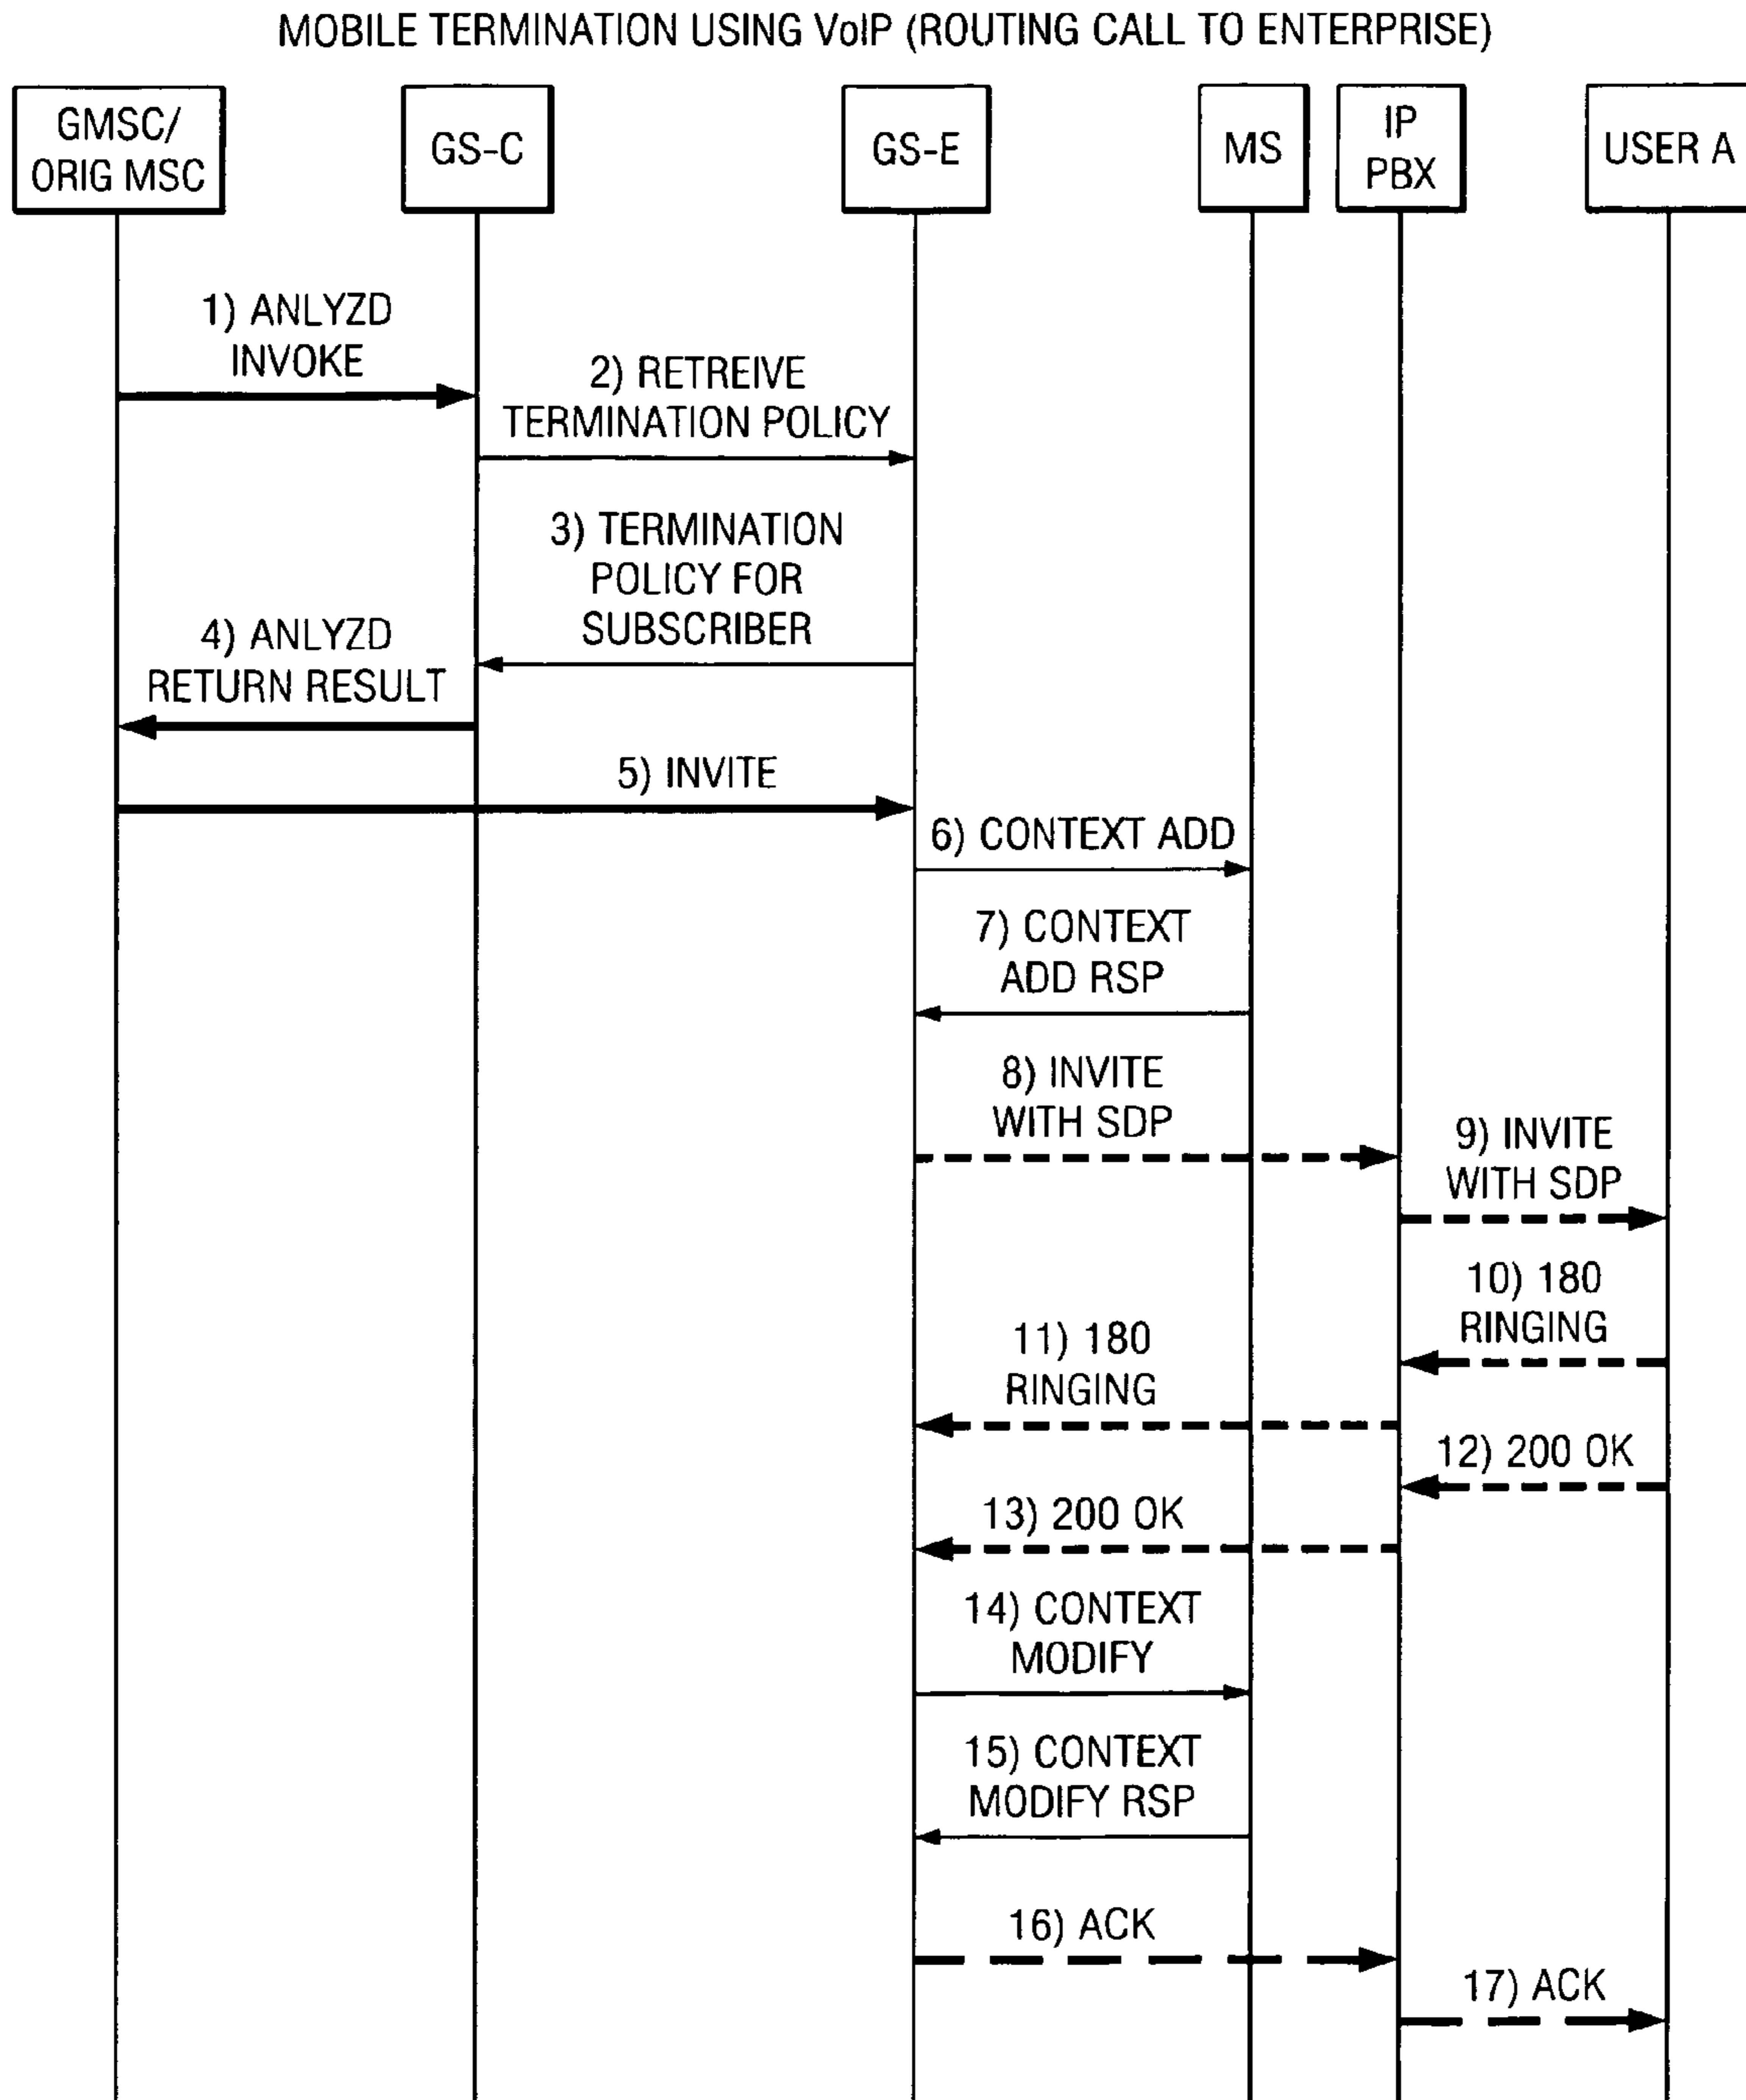 MOBILE TERMINATION USING VoIP (ROUTING CALL TO ENTERPRISE)
GMSC/
ORIG MSC
GS-C
GS-E
MS
IP
PBX
USER A
1) ANLYZD
INVOKE
2) RETREIVE
TERMINATION POLICY
3) TERMINATION
POLICY FOR
SUBSCRIBER
4) ANLYZD
RETURN RESULT
5) INVITE
6) CONTEXT ADD
7) CONTEXT
ADD RSP
8) INVITE
WITH SDP
9) INVITE
WITH SDP
10) 180
RINGING
11) 180
RINGING
12) 200 OK
13) 200 OK
14) CONTEXT
MODIFY
15) CONTEXT
MODIFY RSP
16) ACK
17) ACK